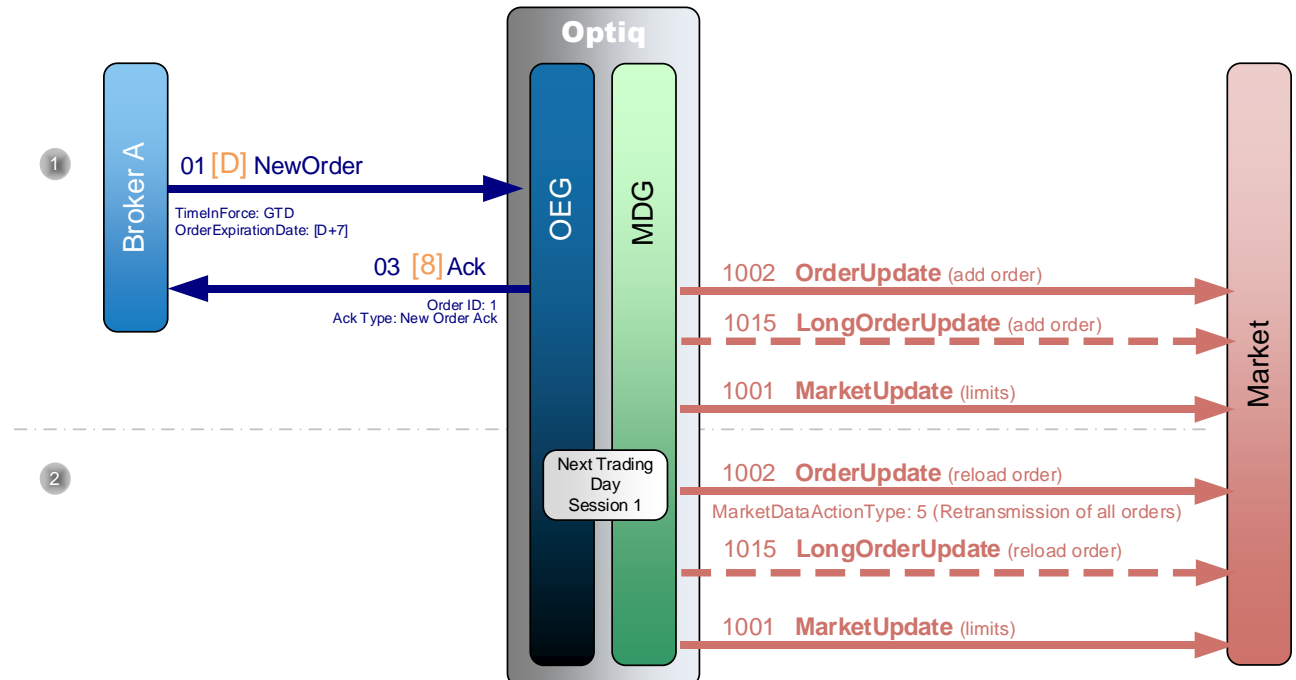 Optiq
Broker A
OEG
MDG
Market
1
01 [D] NewOrder
TimeInForce: GTD
OrderExpirationDate: [D+7]
03 [8] Ack
Order ID: 1
Ack Type: New Order Ack
1002 OrderUpdate (add order)
1015 LongOrderUpdate (add order)
1001 MarketUpdate (limits)
2
Next Trading
Day
Session 1
1002 OrderUpdate (reload order)
MarketDataActionType: 5 (Retransmission of all orders)
1015 LongOrderUpdate (reload order)
1001 MarketUpdate (limits)